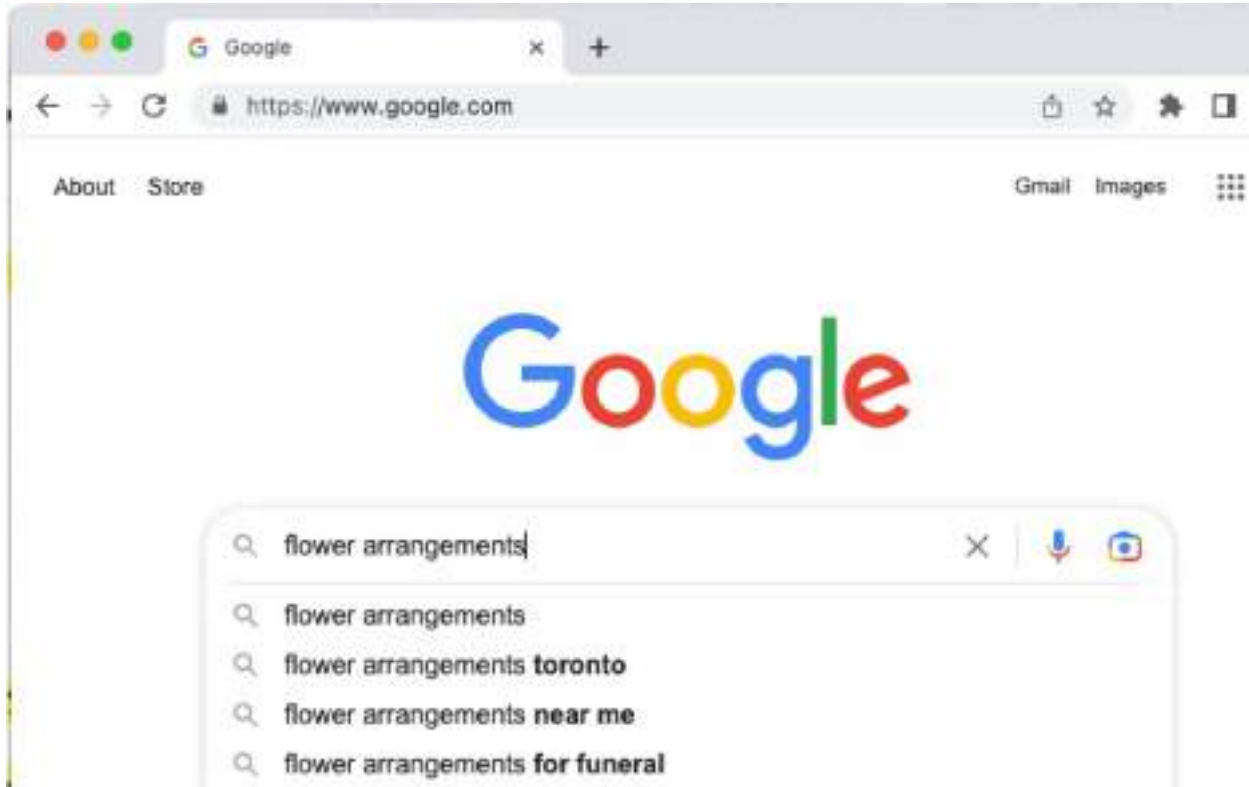 Google
https://www.google.com
About Store Gmail Images
Google
flower arrangements
flower arrangements
flower arrangements toronto
flower arrangements near me
flower arrangements for funeral